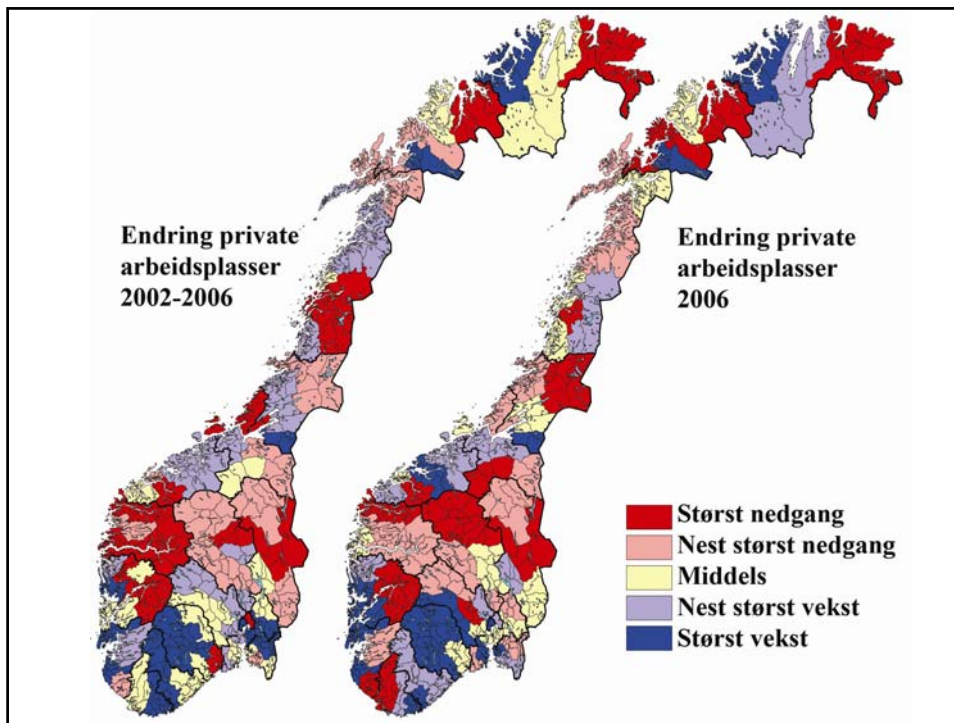 Endring private
arbeidsplasser
2002-2006
Endring private
arbeidsplasser
2006
Størst nedgang
Nest størst nedgang
Middels
Nest størst vekst
Størst vekst